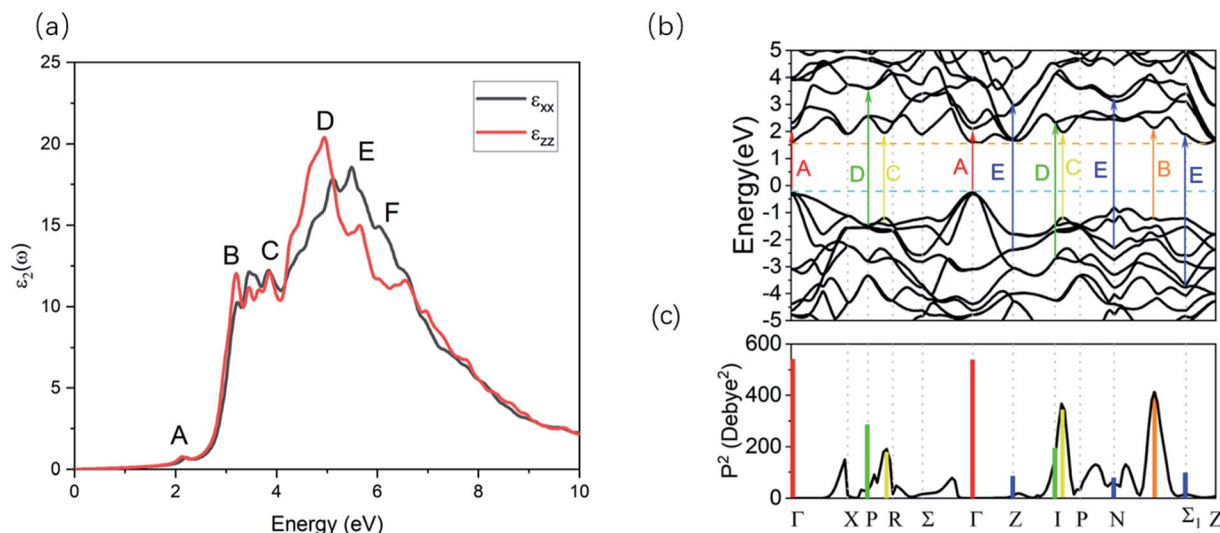 (a)
25
20
15
10
5
0
ε₂(ω)
0 2 4 6 8 10
Energy (eV)
εxx
εzz
A
B
C
D
E
F
(b)
5
4
3
2
1
0
-1
-2
-3
-4
-5
Energy(eV)
A D C A E D C E B E
(c)
600
400
200
0
P² (Debye²)
Γ X P R Σ Γ Z I P N Σ₁ Z